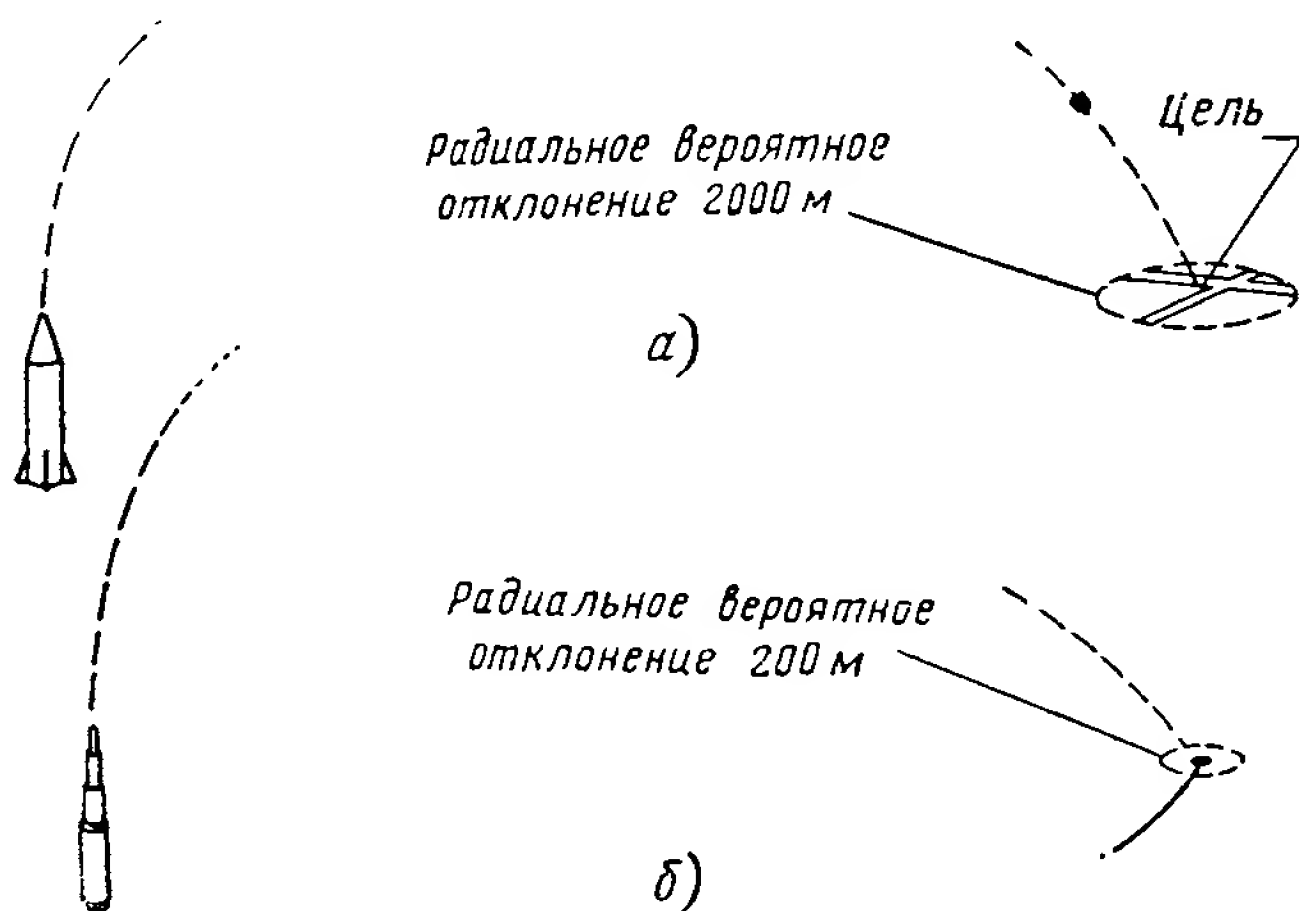 Радиальное вероятное
отклонение 2000 м
Цель
а)
Радиальное вероятное
отклонение 200 м
б)